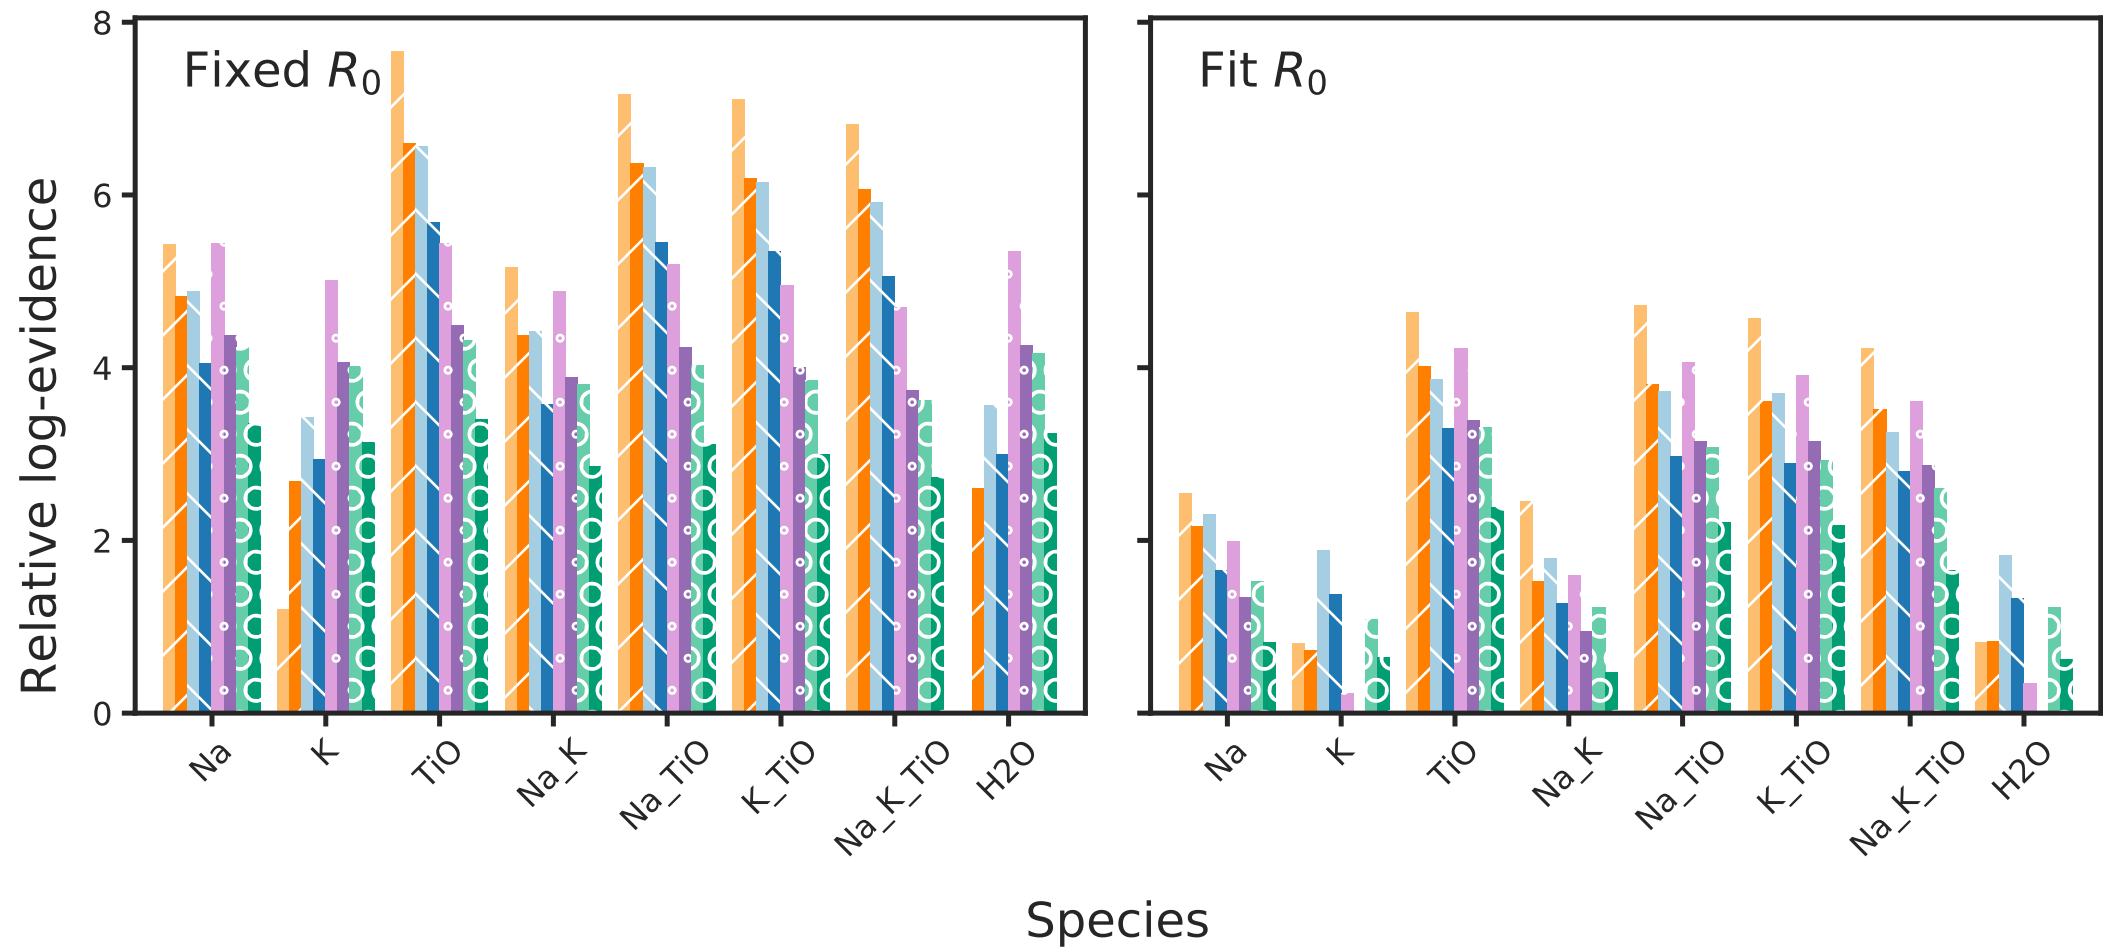 Fixed R0
Fit R0
Relative log-evidence
8
6
4
2
0
Na
K
TiO
Na_K
Na_TiO
K_TiO
Na_K_TiO
H2O
Na
K
TiO
Na_K
Na_TiO
K_TiO
Na_K_TiO
H2O
Species